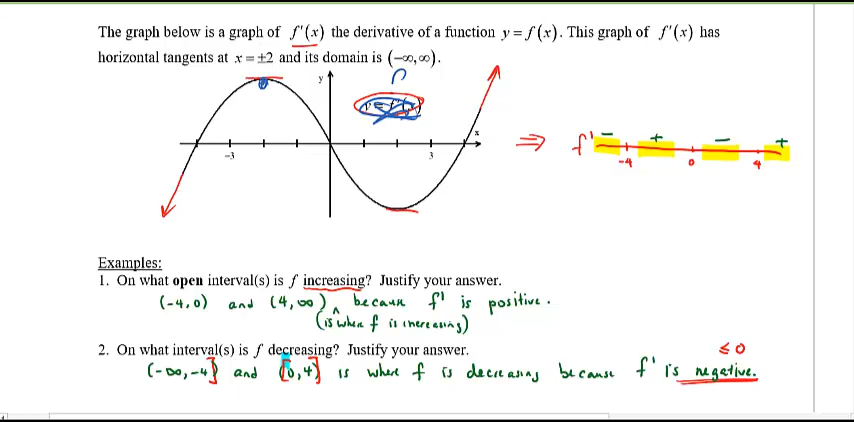 The graph below is a graph of f'(x) the derivative of a function y = f(x). This graph of f'(x) has
horizontal tangents at x = ±2 and its domain is (−∞,∞).
y
x
-3
3
⇒ f' − + − +
-4 0 4
Examples:
1. On what open interval(s) is f increasing? Justify your answer.
(-4,0) and (4,∞) ^ because f' is positive.
(is when f is increasing)
2. On what interval(s) is f decreasing? Justify your answer.
≤ 0
(-∞,-4] and [0,4] is where f is decreasing because f' is negative.